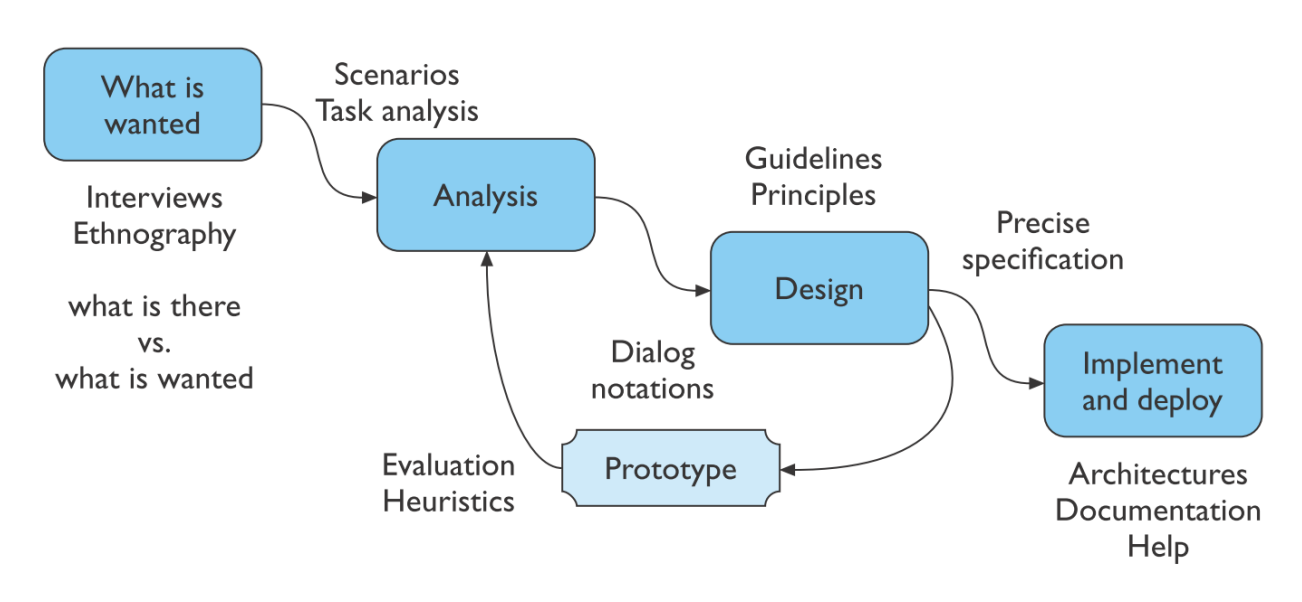 What is
wanted
Interviews
Ethnography
what is there
vs.
what is wanted
Scenarios
Task analysis
Analysis
Guidelines
Principles
Design
Precise
specification
Dialog
notations
Prototype
Evaluation
Heuristics
Implement
and deploy
Architectures
Documentation
Help